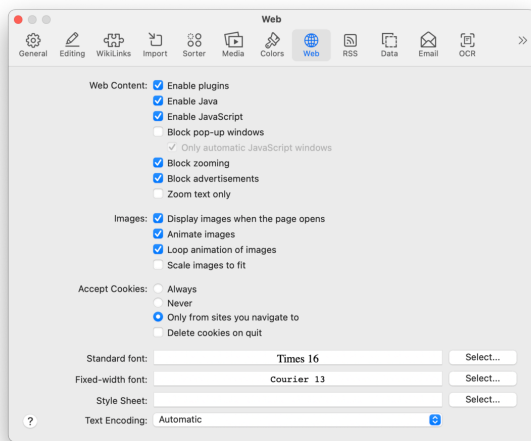 Web
General Editing WikiLinks Import Sorter Media Colors Web RSS Data Email OCR
Web Content: Enable plugins
Enable Java
Enable JavaScript
Block pop-up windows
Only automatic JavaScript windows
Block zooming
Block advertisements
Zoom text only
Images: Display images when the page opens
Animate images
Loop animation of images
Scale images to fit
Accept Cookies: Always
Never
Only from sites you navigate to
Delete cookies on quit
Standard font: Times 16 Select...
Fixed-width font: Courier 13 Select...
Style Sheet: Select...
? Text Encoding: Automatic